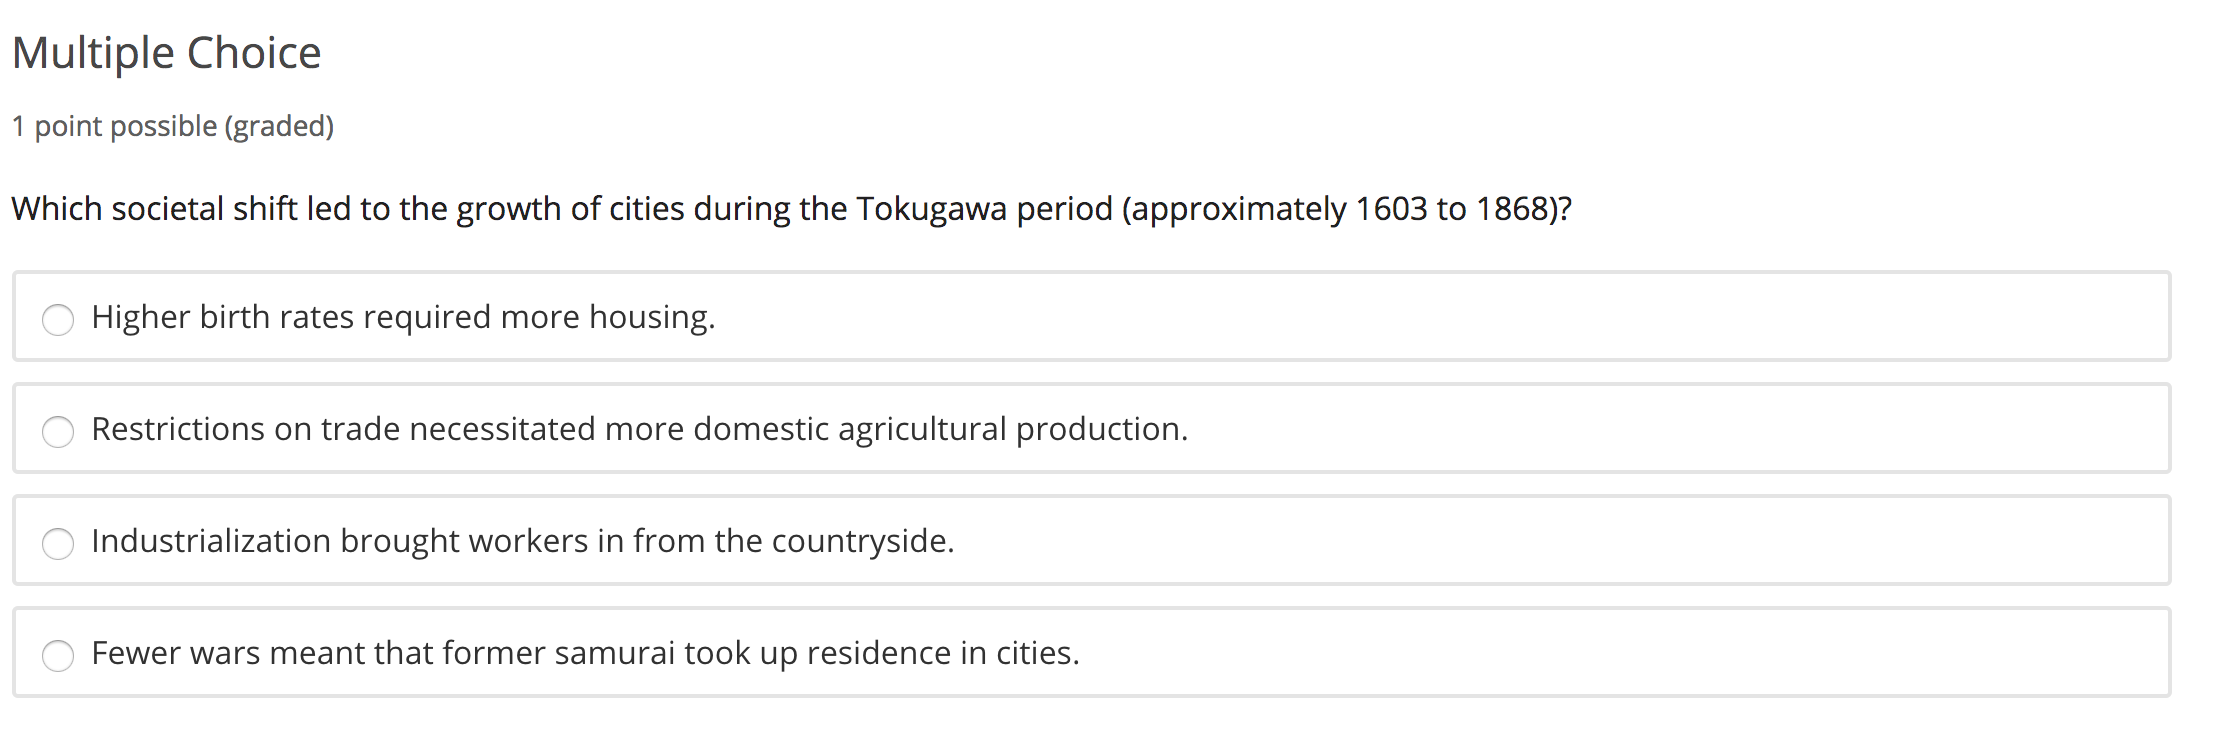 Multiple Choice
1 point possible (graded)
Which societal shift led to the growth of cities during the Tokugawa period (approximately 1603 to 1868)?
Higher birth rates required more housing.
Restrictions on trade necessitated more domestic agricultural production.
Industrialization brought workers in from the countryside.
Fewer wars meant that former samurai took up residence in cities.